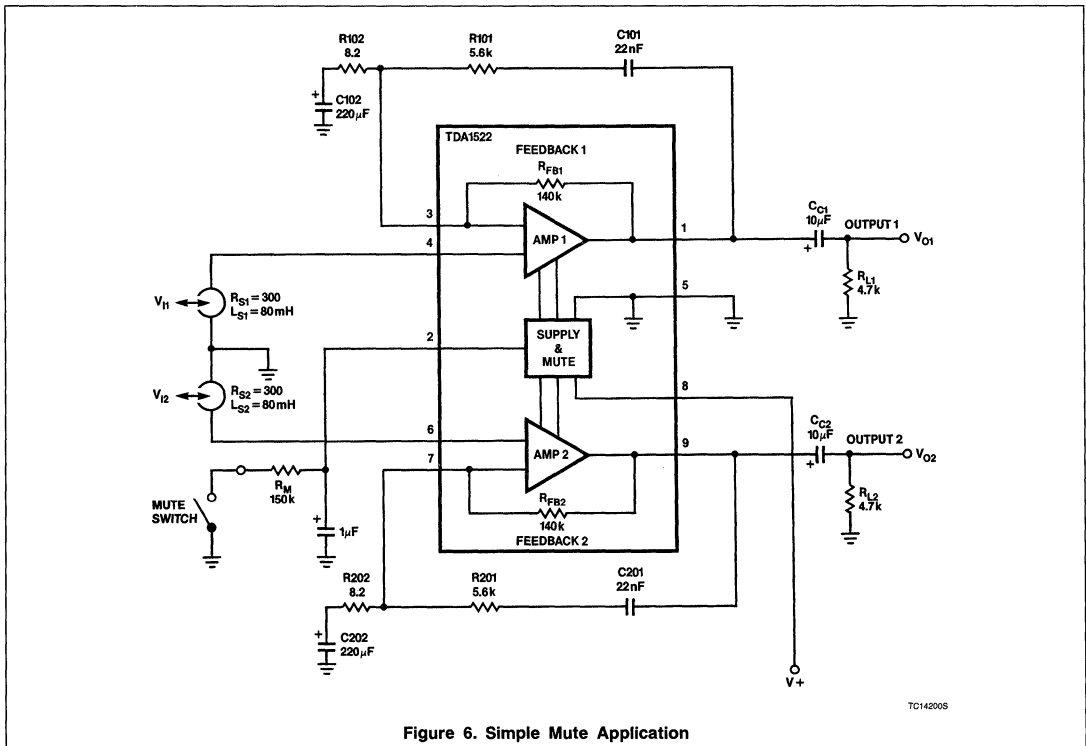 R102
8.2
R101
5.6k
C101
22nF
+
C102
220µF
TDA1522
FEEDBACK 1
RFB1
140k
3
4
AMP 1
1
CC1
10µF
+
OUTPUT 1
VO1
RL1
4.7k
5
VI1
RS1 = 300
LS1 = 80mH
2
SUPPLY
&
MUTE
VI2
RS2 = 300
LS2 = 80mH
8
6
7
AMP 2
9
CC2
10µF
+
OUTPUT 2
VO2
RL2
4.7k
RM
150k
MUTE
SWITCH
+
1µF
RFB2
140k
FEEDBACK 2
R202
8.2
R201
5.6k
C201
22nF
+
C202
220µF
V+
TC14200S
Figure 6. Simple Mute Application